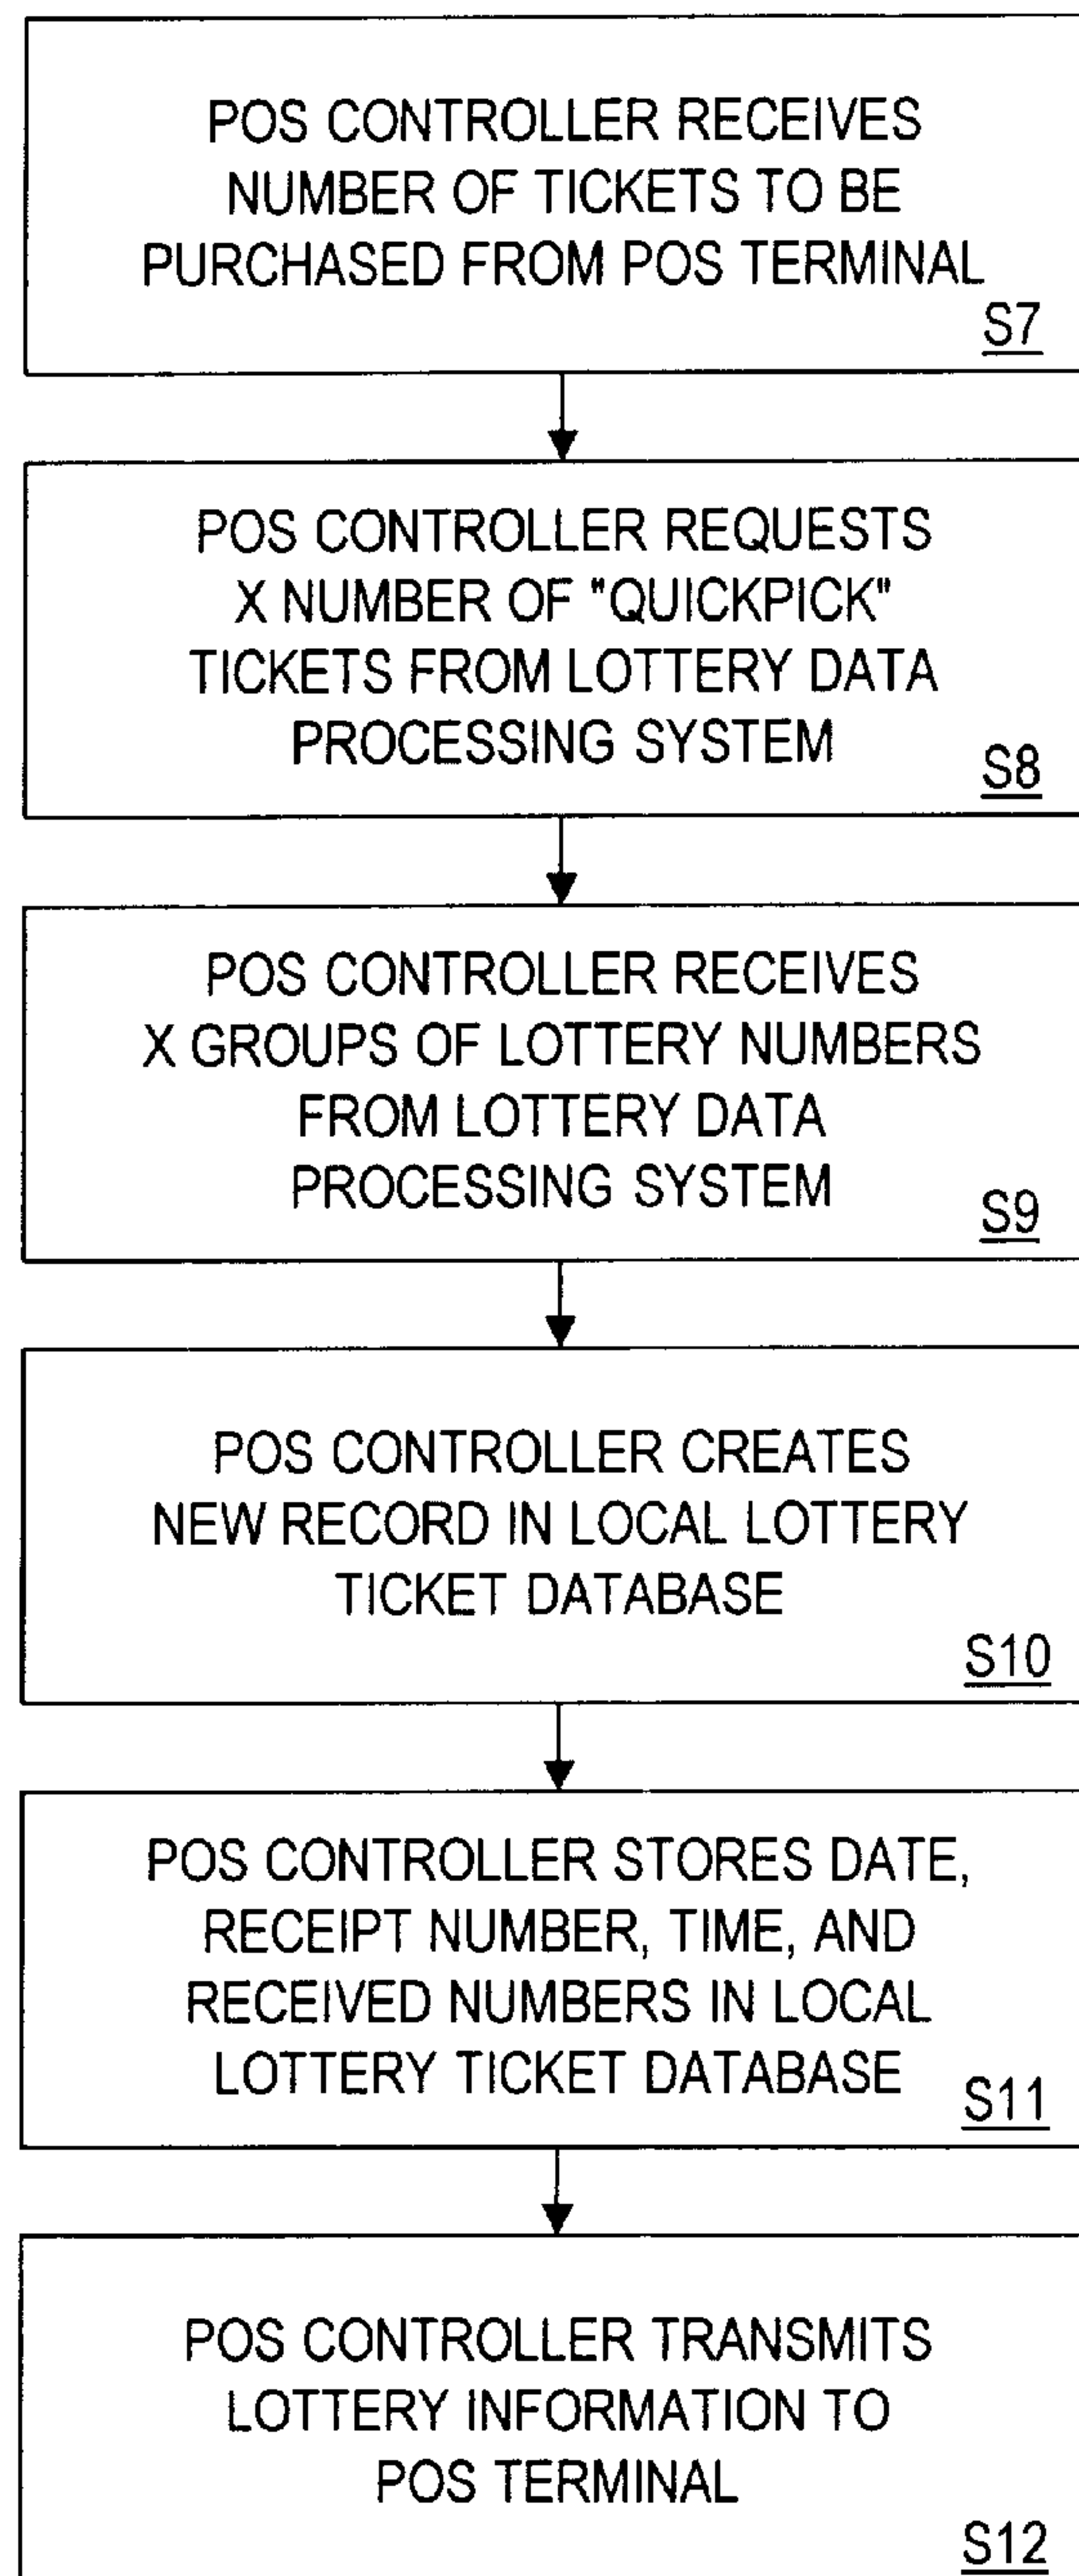 POS CONTROLLER RECEIVES
NUMBER OF TICKETS TO BE
PURCHASED FROM POS TERMINAL
S7
POS CONTROLLER REQUESTS
X NUMBER OF "QUICKPICK"
TICKETS FROM LOTTERY DATA
PROCESSING SYSTEM
S8
POS CONTROLLER RECEIVES
X GROUPS OF LOTTERY NUMBERS
FROM LOTTERY DATA
PROCESSING SYSTEM
S9
POS CONTROLLER CREATES
NEW RECORD IN LOCAL LOTTERY
TICKET DATABASE
S10
POS CONTROLLER STORES DATE,
RECEIPT NUMBER, TIME, AND
RECEIVED NUMBERS IN LOCAL
LOTTERY TICKET DATABASE
S11
POS CONTROLLER TRANSMITS
LOTTERY INFORMATION TO
POS TERMINAL
S12